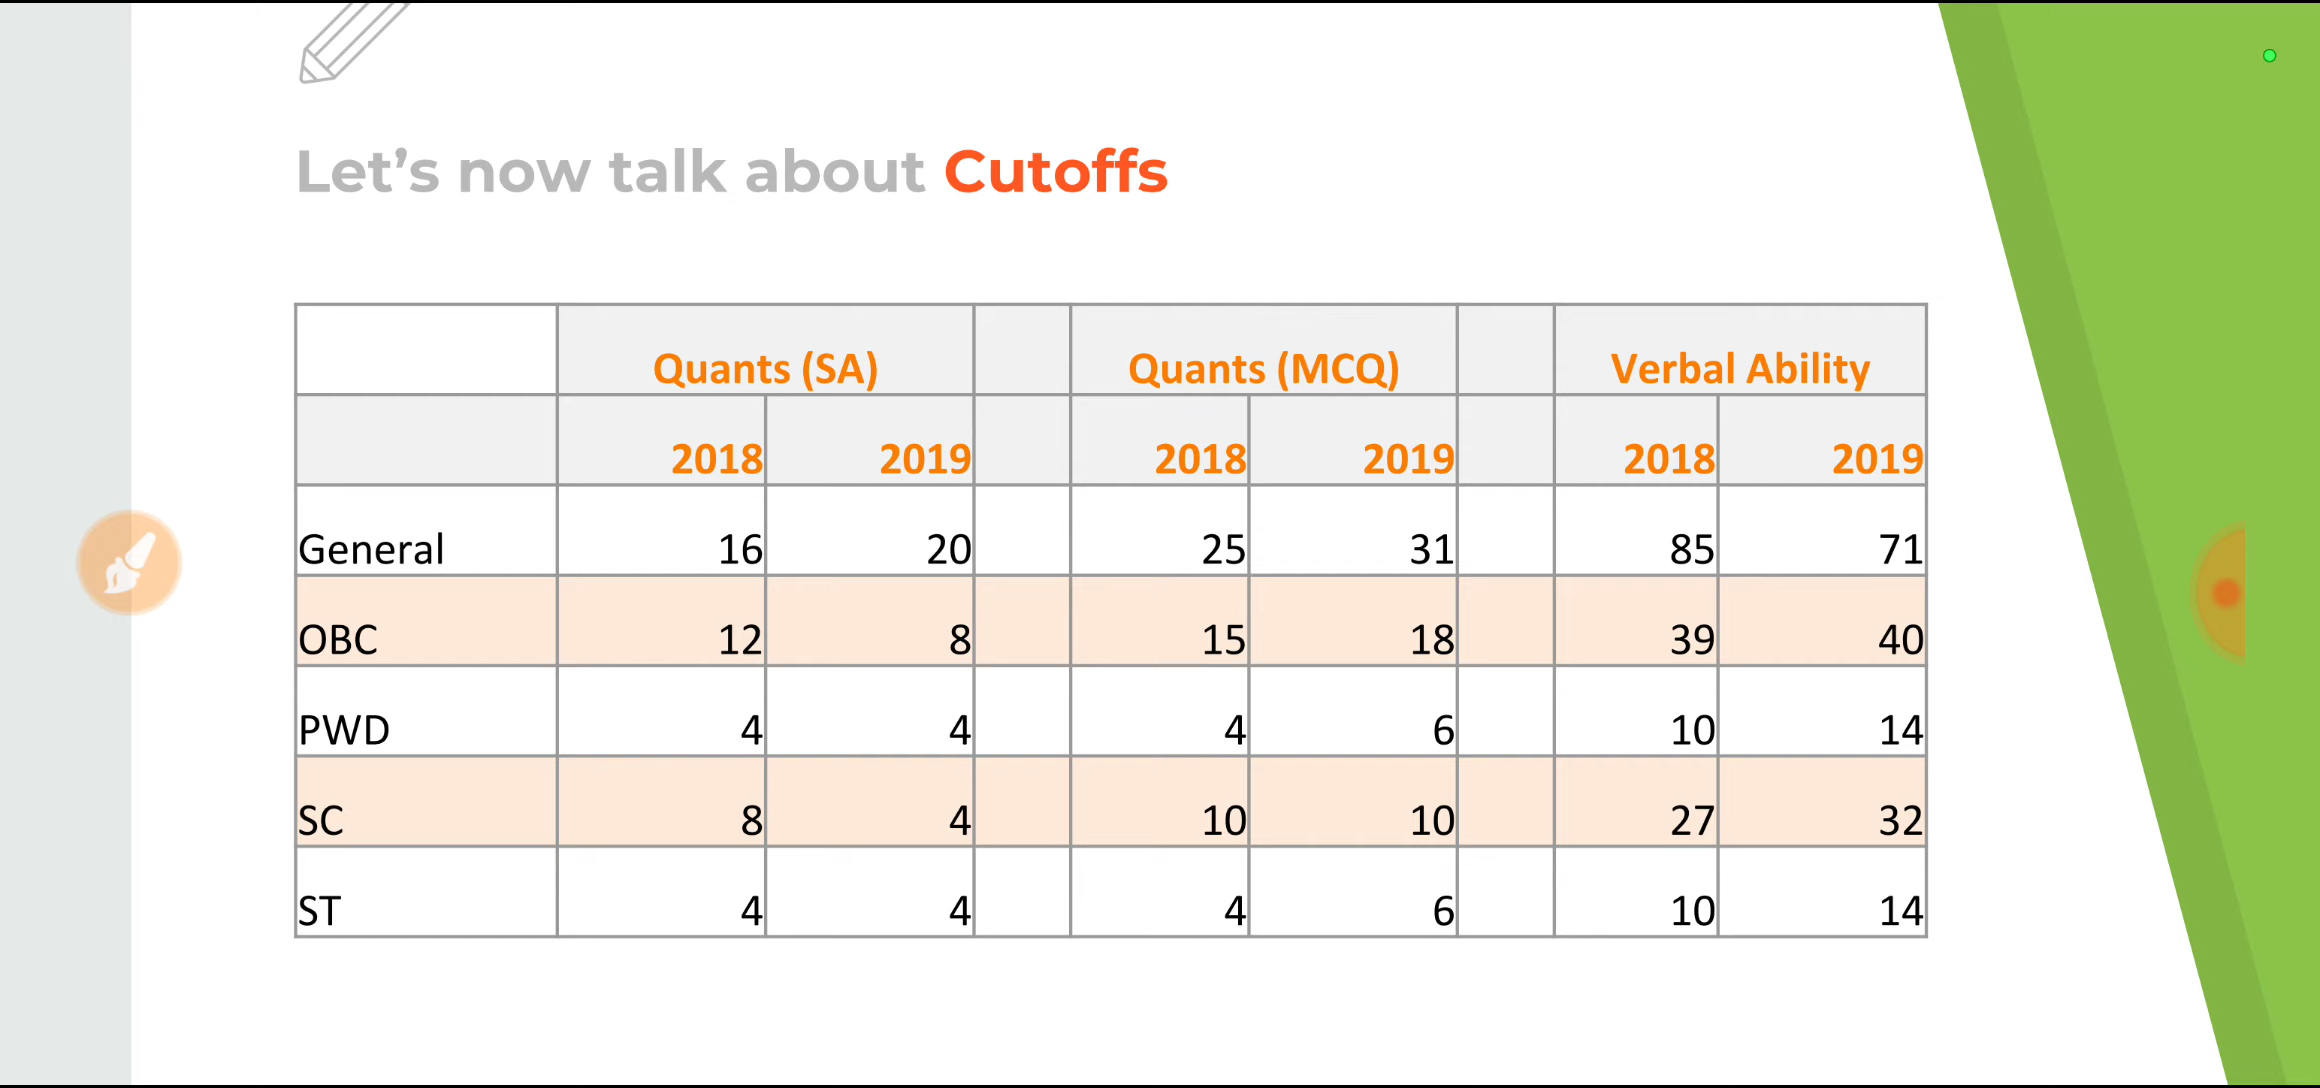 Let's now talk about Cutoffs
Quants (SA) Quants (MCQ) Verbal Ability
2018 2019 2018 2019 2018 2019
General 16 20 25 31 85 71
OBC 12 8 15 18 39 40
PWD 4 4 4 6 10 14
SC 8 4 10 10 27 32
ST 4 4 4 6 10 14